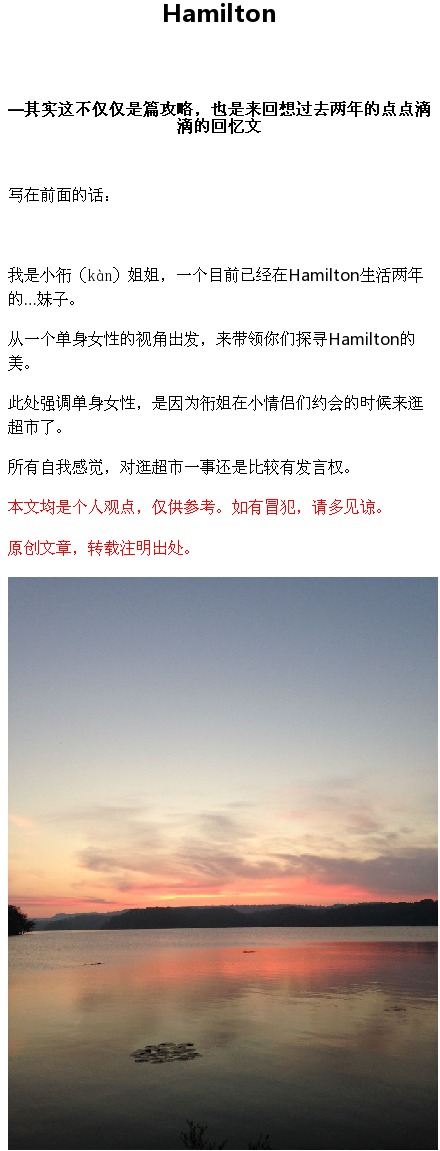 Hamilton
—其实这不仅仅是篇攻略，也是来回想过去两年的点点滴
滴的回忆文
写在前面的话：
我是小衎（kàn）姐姐，一个目前已经在Hamilton生活两年
的...妹子。
从一个单身女性的视角出发，来带领你们探寻Hamilton的
美。
此处强调单身女性，是因为衎姐在小情侣们约会的时候来逛
超市了。
所有自我感觉，对逛超市一事还是比较有发言权。
本文均是个人观点，仅供参考。如有冒犯，请多见谅。
原创文章，转载注明出处。